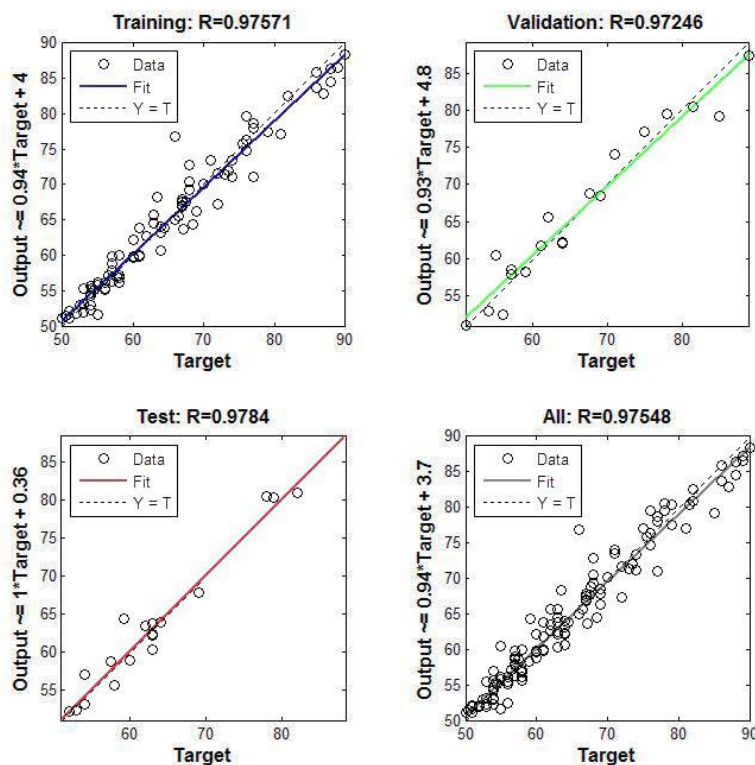 Training: R=0.97571
Output ~= 0.94*Target + 4
90
85
80
75
70
65
60
55
50
Data
Fit
Y = T
50 60 70 80 90
Target
Validation: R=0.97246
Output ~= 0.93*Target + 4.8
85
80
75
70
65
60
55
Data
Fit
Y = T
60 70 80
Target
Test: R=0.9784
Output ~= 1*Target + 0.36
85
80
75
70
65
60
55
Data
Fit
Y = T
60 70 80
Target
All: R=0.97548
Output ~= 0.94*Target + 3.7
90
85
80
75
70
65
60
55
50
Data
Fit
Y = T
50 60 70 80 90
Target